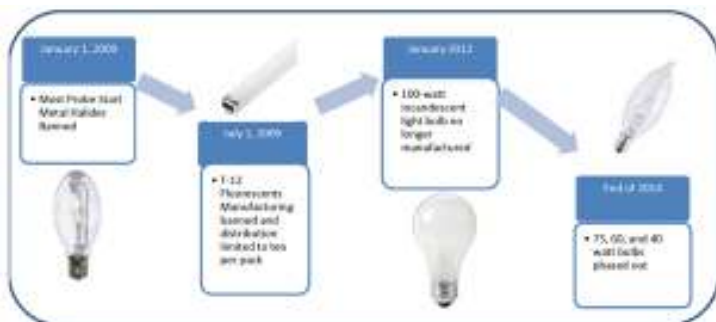 January 1, 2009
• Most Probe Start
Metal Halides
Banned
July 1, 2009
• T-12
Fluorescents
Manufacturing
banned and
distribution
limited to ten
per pack
January 2012
• 100-watt
incandescent
light bulb no
longer
manufactured
End of 2014
• 75, 60, and 40
watt bulbs
phased out